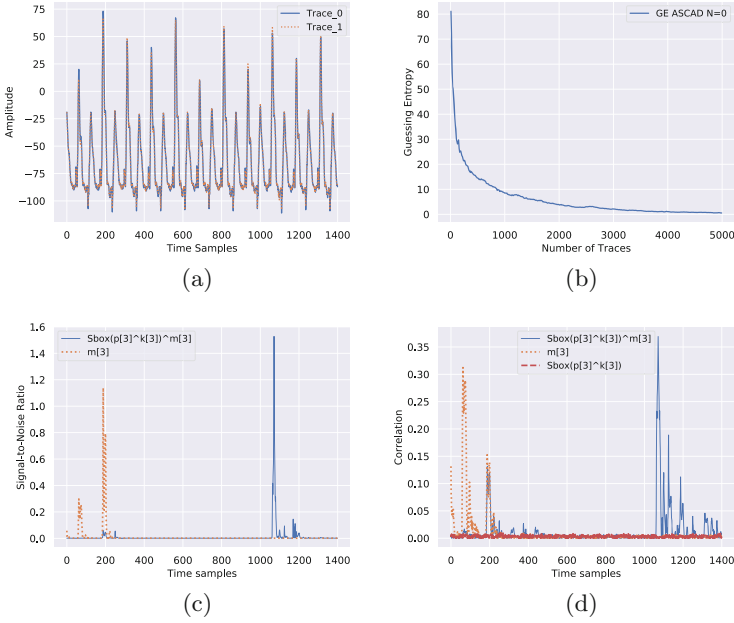 Trace_0
Trace_1
75
50
25
0
−25
−50
−75
−100
Amplitude
0 200 400 600 800 1000 1200 1400
Time Samples
(a)
GE ASCAD N=0
80
70
60
50
40
30
20
10
0
Guessing Entropy
0 1000 2000 3000 4000 5000
Number of Traces
(b)
Sbox(p[3]^k[3])^m[3]
m[3]
1.6
1.4
1.2
1.0
0.8
0.6
0.4
0.2
0.0
Signal-to-Noise Ratio
0 200 400 600 800 1000 1200 1400
Time samples
(c)
Sbox(p[3]^k[3])^m[3]
m[3]
Sbox(p[3]^k[3])
0.35
0.30
0.25
0.20
0.15
0.10
0.05
0.00
Correlation
0 200 400 600 800 1000 1200 1400
Time samples
(d)